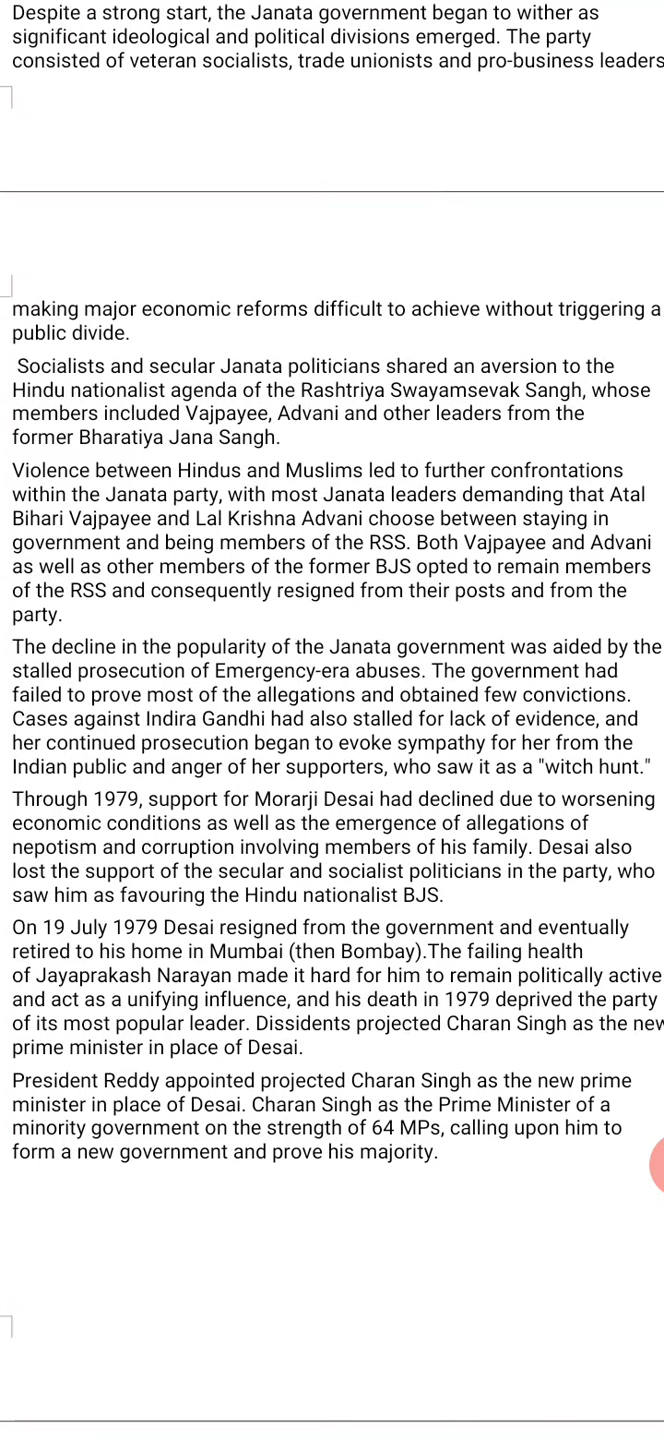 Despite a strong start, the Janata government began to wither as
significant ideological and political divisions emerged. The party
consisted of veteran socialists, trade unionists and pro-business leaders
making major economic reforms difficult to achieve without triggering a
public divide.
Socialists and secular Janata politicians shared an aversion to the
Hindu nationalist agenda of the Rashtriya Swayamsevak Sangh, whose
members included Vajpayee, Advani and other leaders from the
former Bharatiya Jana Sangh.
Violence between Hindus and Muslims led to further confrontations
within the Janata party, with most Janata leaders demanding that Atal
Bihari Vajpayee and Lal Krishna Advani choose between staying in
government and being members of the RSS. Both Vajpayee and Advani
as well as other members of the former BJS opted to remain members
of the RSS and consequently resigned from their posts and from the
party.
The decline in the popularity of the Janata government was aided by the
stalled prosecution of Emergency-era abuses. The government had
failed to prove most of the allegations and obtained few convictions.
Cases against Indira Gandhi had also stalled for lack of evidence, and
her continued prosecution began to evoke sympathy for her from the
Indian public and anger of her supporters, who saw it as a "witch hunt."
Through 1979, support for Morarji Desai had declined due to worsening
economic conditions as well as the emergence of allegations of
nepotism and corruption involving members of his family. Desai also
lost the support of the secular and socialist politicians in the party, who
saw him as favouring the Hindu nationalist BJS.
On 19 July 1979 Desai resigned from the government and eventually
retired to his home in Mumbai (then Bombay).The failing health
of Jayaprakash Narayan made it hard for him to remain politically active
and act as a unifying influence, and his death in 1979 deprived the party
of its most popular leader. Dissidents projected Charan Singh as the new
prime minister in place of Desai.
President Reddy appointed projected Charan Singh as the new prime
minister in place of Desai. Charan Singh as the Prime Minister of a
minority government on the strength of 64 MPs, calling upon him to
form a new government and prove his majority.